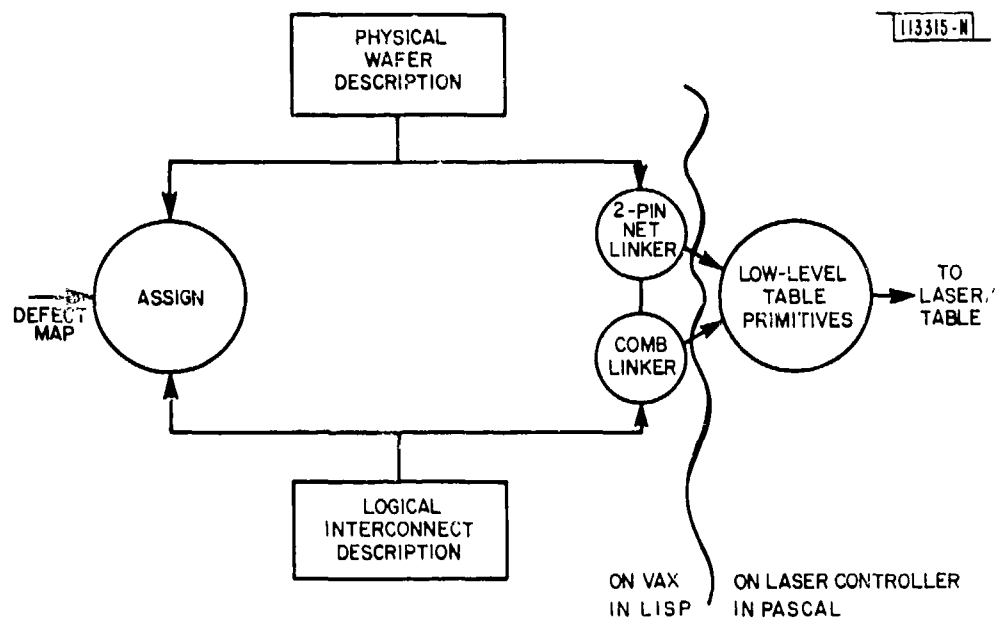 113315-N
PHYSICAL
WAFER
DESCRIPTION
2-PIN
NET
LINKER
ASSIGN
DEFECT
MAP
LOW-LEVEL
TABLE
PRIMITIVES
TO
LASER/
TABLE
COMB
LINKER
LOGICAL
INTERCONNECT
DESCRIPTION
ON VAX
IN LISP
ON LASER CONTROLLER
IN PASCAL